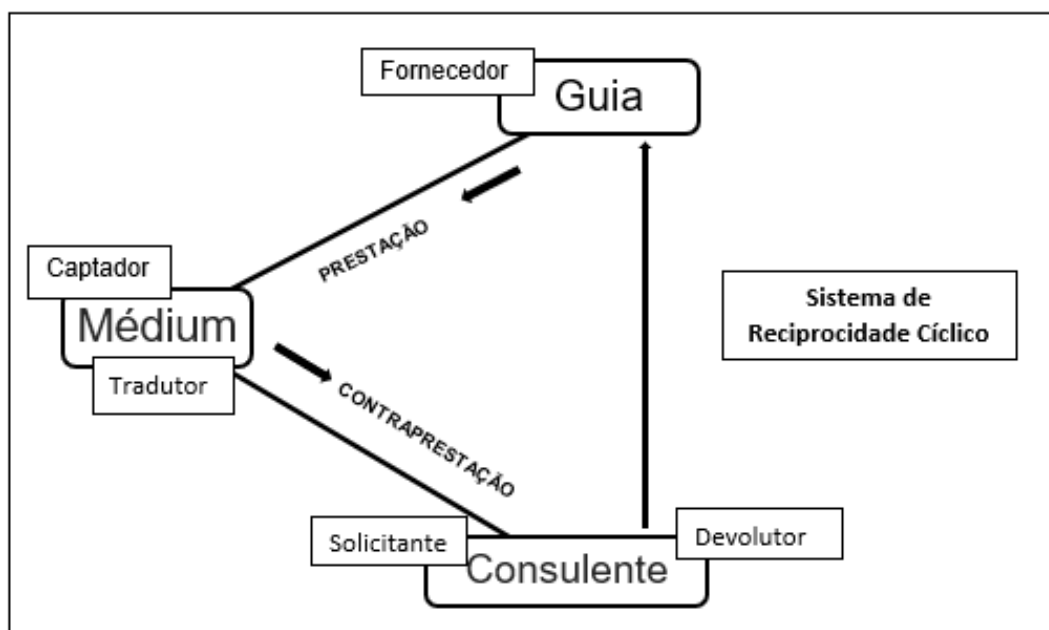 Fornecedor
Guia
PRESTAÇÃO
Captador
Médium
Tradutor
Sistema de
Reciprocidade Cíclico
CONTRAPRESTAÇÃO
Solicitante
Devolutor
Consulente